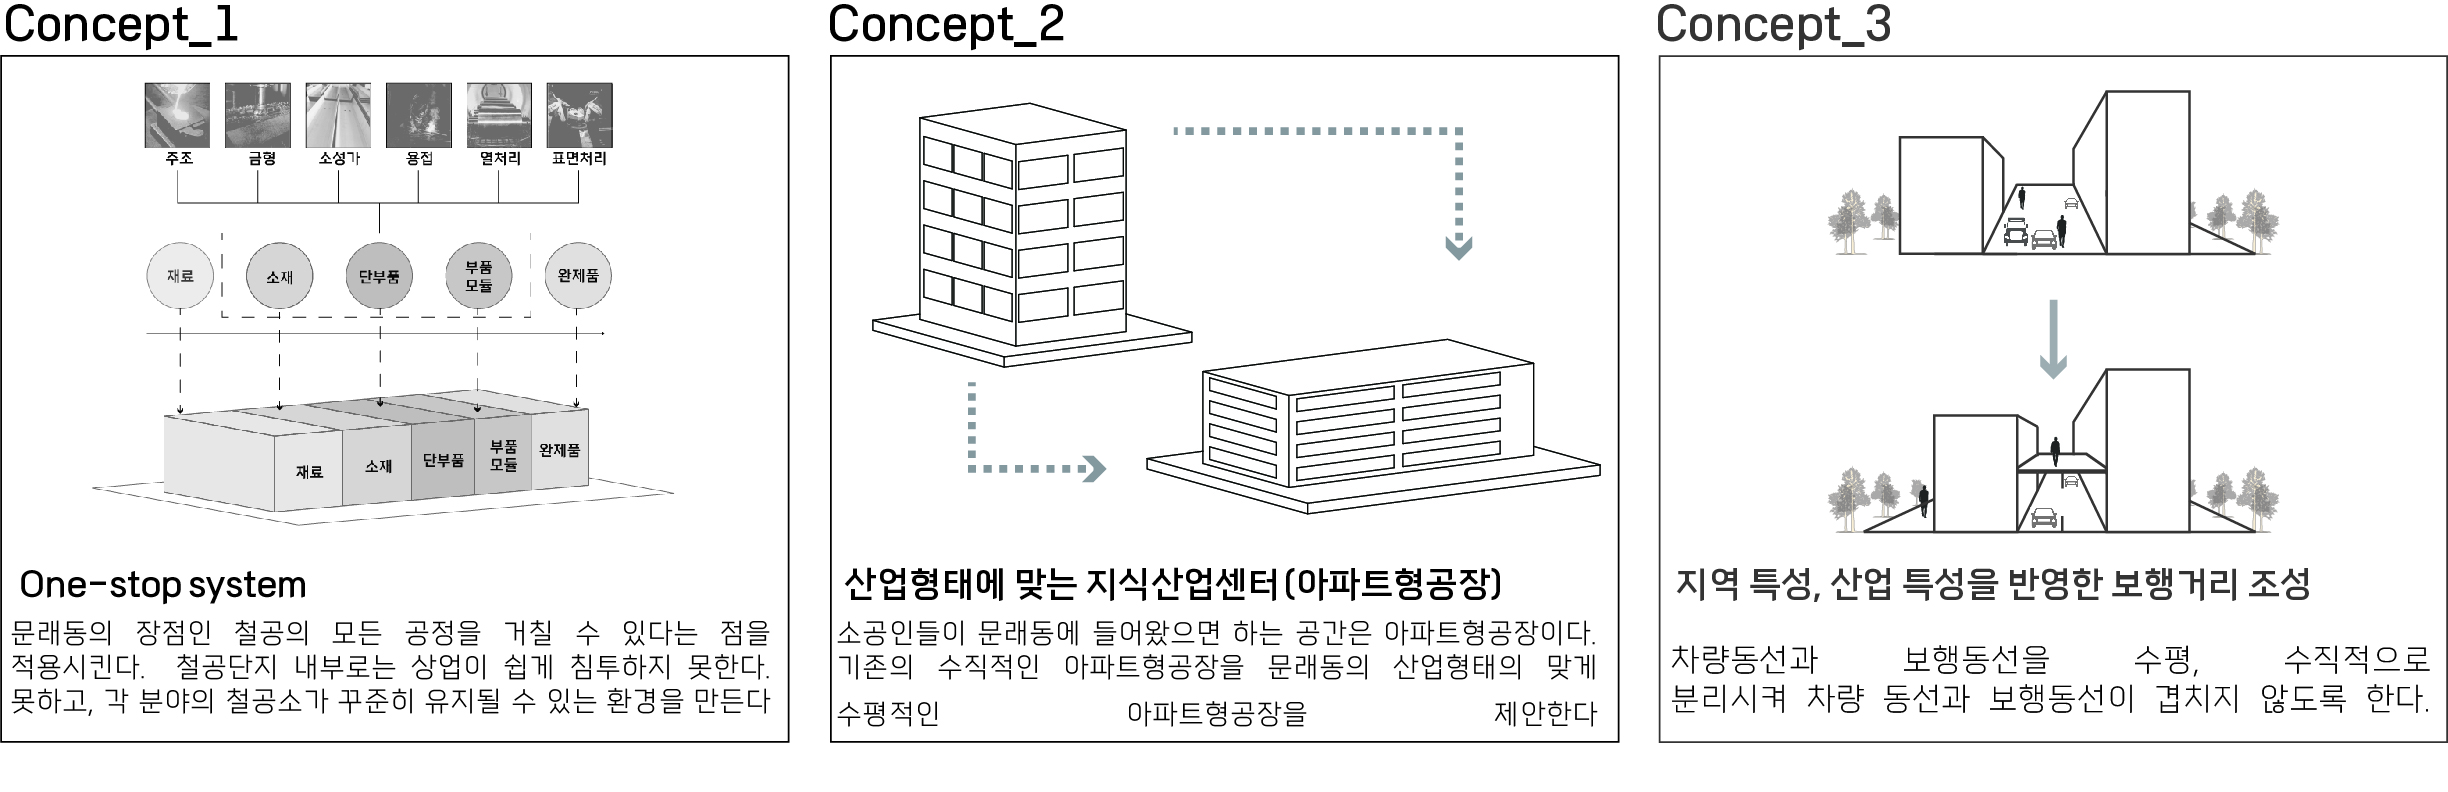 Concept_1
주조 금형 소성가 용접 열처리 표면처리
재료 소재 단부품 부품 모듈 완제품
재료 소재 단부품 부품 모듈 완제품
One-stop system
문래동의 장점인 철공의 모든 공정을 거칠 수 있다는 점을
적용시킨다. 철공단지 내부로는 상업이 쉽게 침투하지 못한다.
못하고, 각 분야의 철공소가 꾸준히 유지될 수 있는 환경을 만든다
Concept_2
산업형태에 맞는 지식산업센터(아파트형공장)
소공인들이 문래동에 들어왔으면 하는 공간은 아파트형공장이다.
기존의 수직적인 아파트형공장을 문래동의 산업형태의 맞게
수평적인 아파트형공장을 제안한다
Concept_3
지역 특성, 산업 특성을 반영한 보행거리 조성
차량동선과 보행동선을 수평, 수직적으로
분리시켜 차량 동선과 보행동선이 겹치지 않도록 한다.